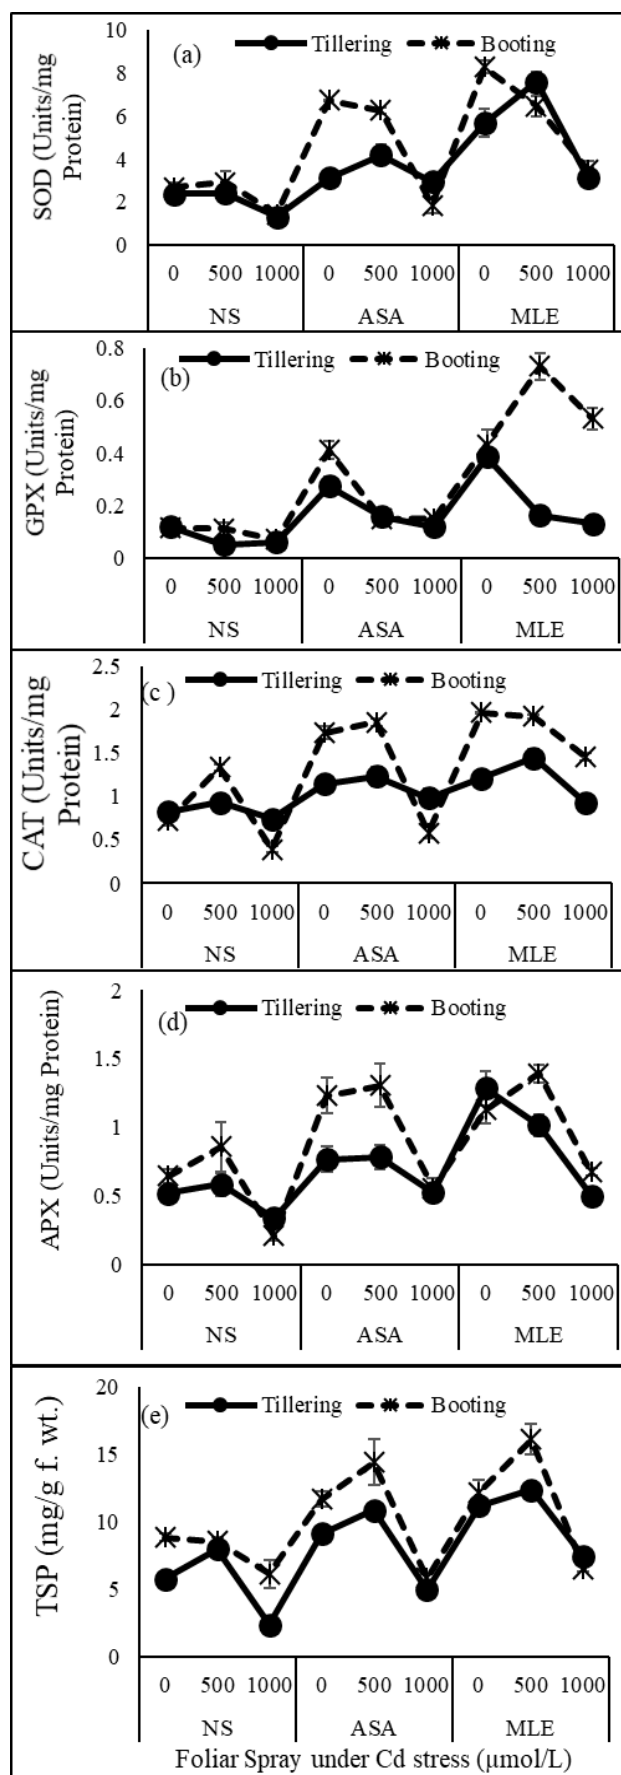 (a)
Tillering Booting
SOD (Units/mg
Protein)
10
8
6
4
2
0
0 500 1000 0 500 1000 0 500 1000
NS ASA MLE
(b)
Tillering Booting
GPX (Units/mg
Protein)
0.8
0.6
0.4
0.2
0
0 500 1000 0 500 1000 0 500 1000
NS ASA MLE
(c )
Tillering Booting
CAT (Units/mg
Protein)
2.5
2
1.5
1
0.5
0
0 500 1000 0 500 1000 0 500 1000
NS ASA MLE
(d)
Tillering Booting
APX (Units/mg Protein)
2
1.5
1
0.5
0
0 500 1000 0 500 1000 0 500 1000
NS ASA MLE
(e)
Tillering Booting
TSP (mg/g f. wt.)
20
15
10
5
0
0 500 1000 0 500 1000 0 500 1000
NS ASA MLE
Foliar Spray under Cd stress (µmol/L)